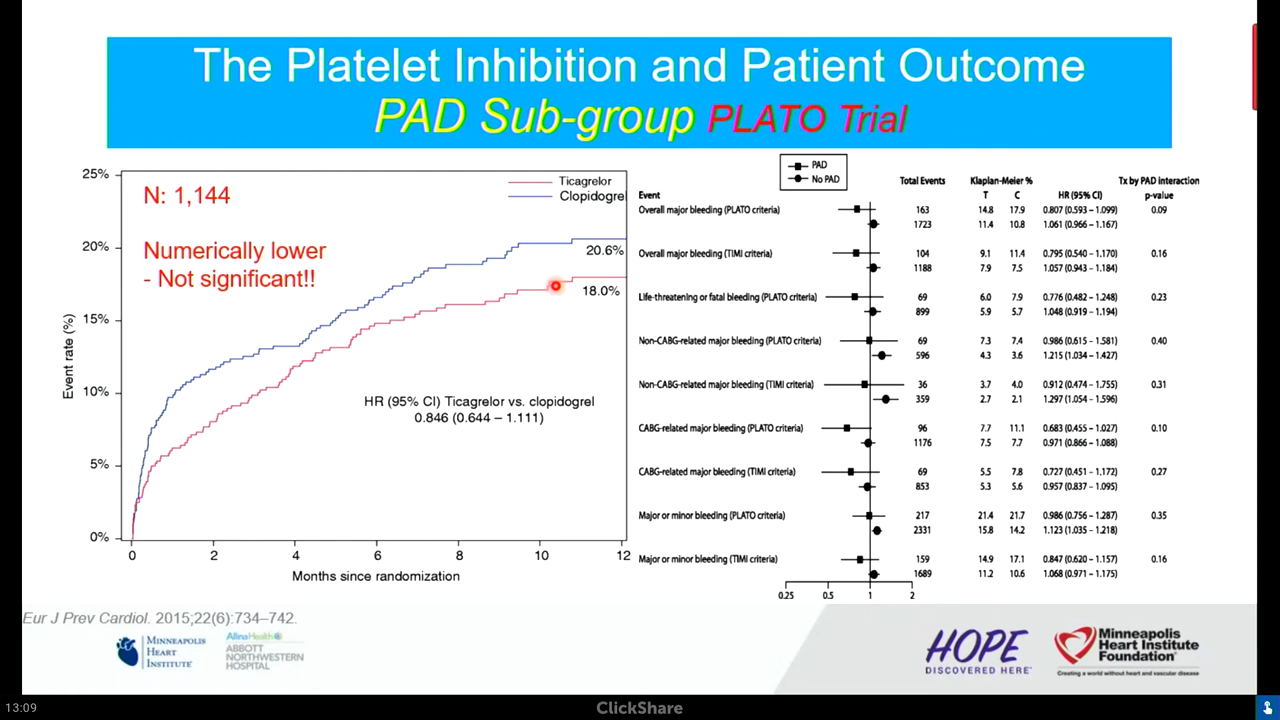 The Platelet Inhibition and Patient Outcome
PAD Sub-group PLATO Trial
25%
20%
15%
10%
5%
0%
Event rate (%)
N: 1,144
Numerically lower
- Not significant!!
Ticagrelor
Clopidogrel
20.6%
18.0%
HR (95% CI) Ticagrelor vs. clopidogrel
0.846 (0.644 – 1.111)
0 2 4 6 8 10 12
Months since randomization
PAD
No PAD
Total Events Klaplan-Meier % Tx by PAD interaction
Event T C HR (95% CI) p-value
Overall major bleeding (PLATO criteria) 163 14.8 17.9 0.807 (0.593 – 1.099) 0.09
1723 11.4 10.8 1.061 (0.966 – 1.167)
Overall major bleeding (TIMI criteria) 104 9.1 11.4 0.795 (0.540 – 1.170) 0.16
1188 7.9 7.5 1.057 (0.943 – 1.184)
Life-threatening or fatal bleeding (PLATO criteria) 69 6.0 7.9 0.776 (0.482 – 1.248) 0.23
899 5.9 5.7 1.048 (0.919 – 1.194)
Non-CABG-related major bleeding (PLATO criteria) 69 7.3 7.4 0.986 (0.615 – 1.581) 0.40
596 4.3 3.6 1.215 (1.034 – 1.427)
Non-CABG-related major bleeding (TIMI criteria) 36 3.7 4.0 0.912 (0.474 – 1.755) 0.31
359 2.7 2.1 1.297 (1.054 – 1.596)
CABG-related major bleeding (PLATO criteria) 96 7.7 11.1 0.683 (0.455 – 1.027) 0.10
1176 7.5 7.7 0.971 (0.866 – 1.088)
CABG-related major bleeding (TIMI criteria) 69 5.5 7.8 0.727 (0.451 – 1.172) 0.27
853 5.3 5.6 0.957 (0.837 – 1.095)
Major or minor bleeding (PLATO criteria) 217 21.4 21.7 0.986 (0.756 – 1.287) 0.35
2331 15.8 14.2 1.123 (1.035 – 1.218)
Major or minor bleeding (TIMI criteria) 159 14.9 17.1 0.847 (0.620 – 1.157) 0.16
1689 11.2 10.6 1.068 (0.971 – 1.175)
0.25 0.5 1 2
Eur J Prev Cardiol. 2015;22(6):734–742.
MINNEAPOLIS
HEART
INSTITUTE
Allina Health
ABBOTT
NORTHWESTERN
HOSPITAL
HOPE
DISCOVERED HERE
Minneapolis
Heart Institute
Foundation
Creating a world without heart and vascular disease
13:09
ClickShare